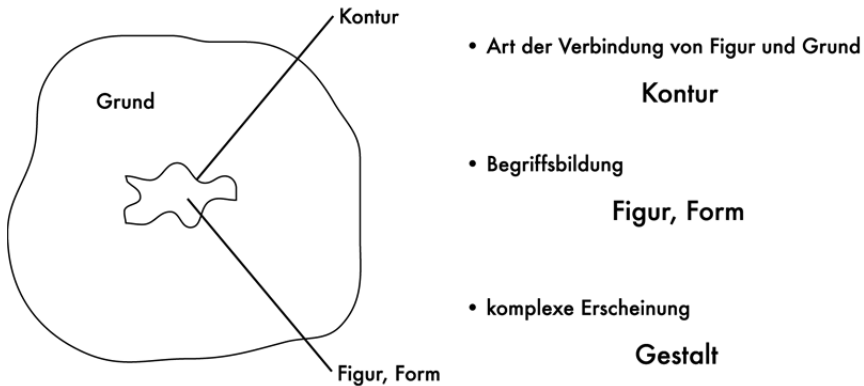 Kontur
Grund
Figur, Form
• Art der Verbindung von Figur und Grund
Kontur
• Begriffsbildung
Figur, Form
• komplexe Erscheinung
Gestalt